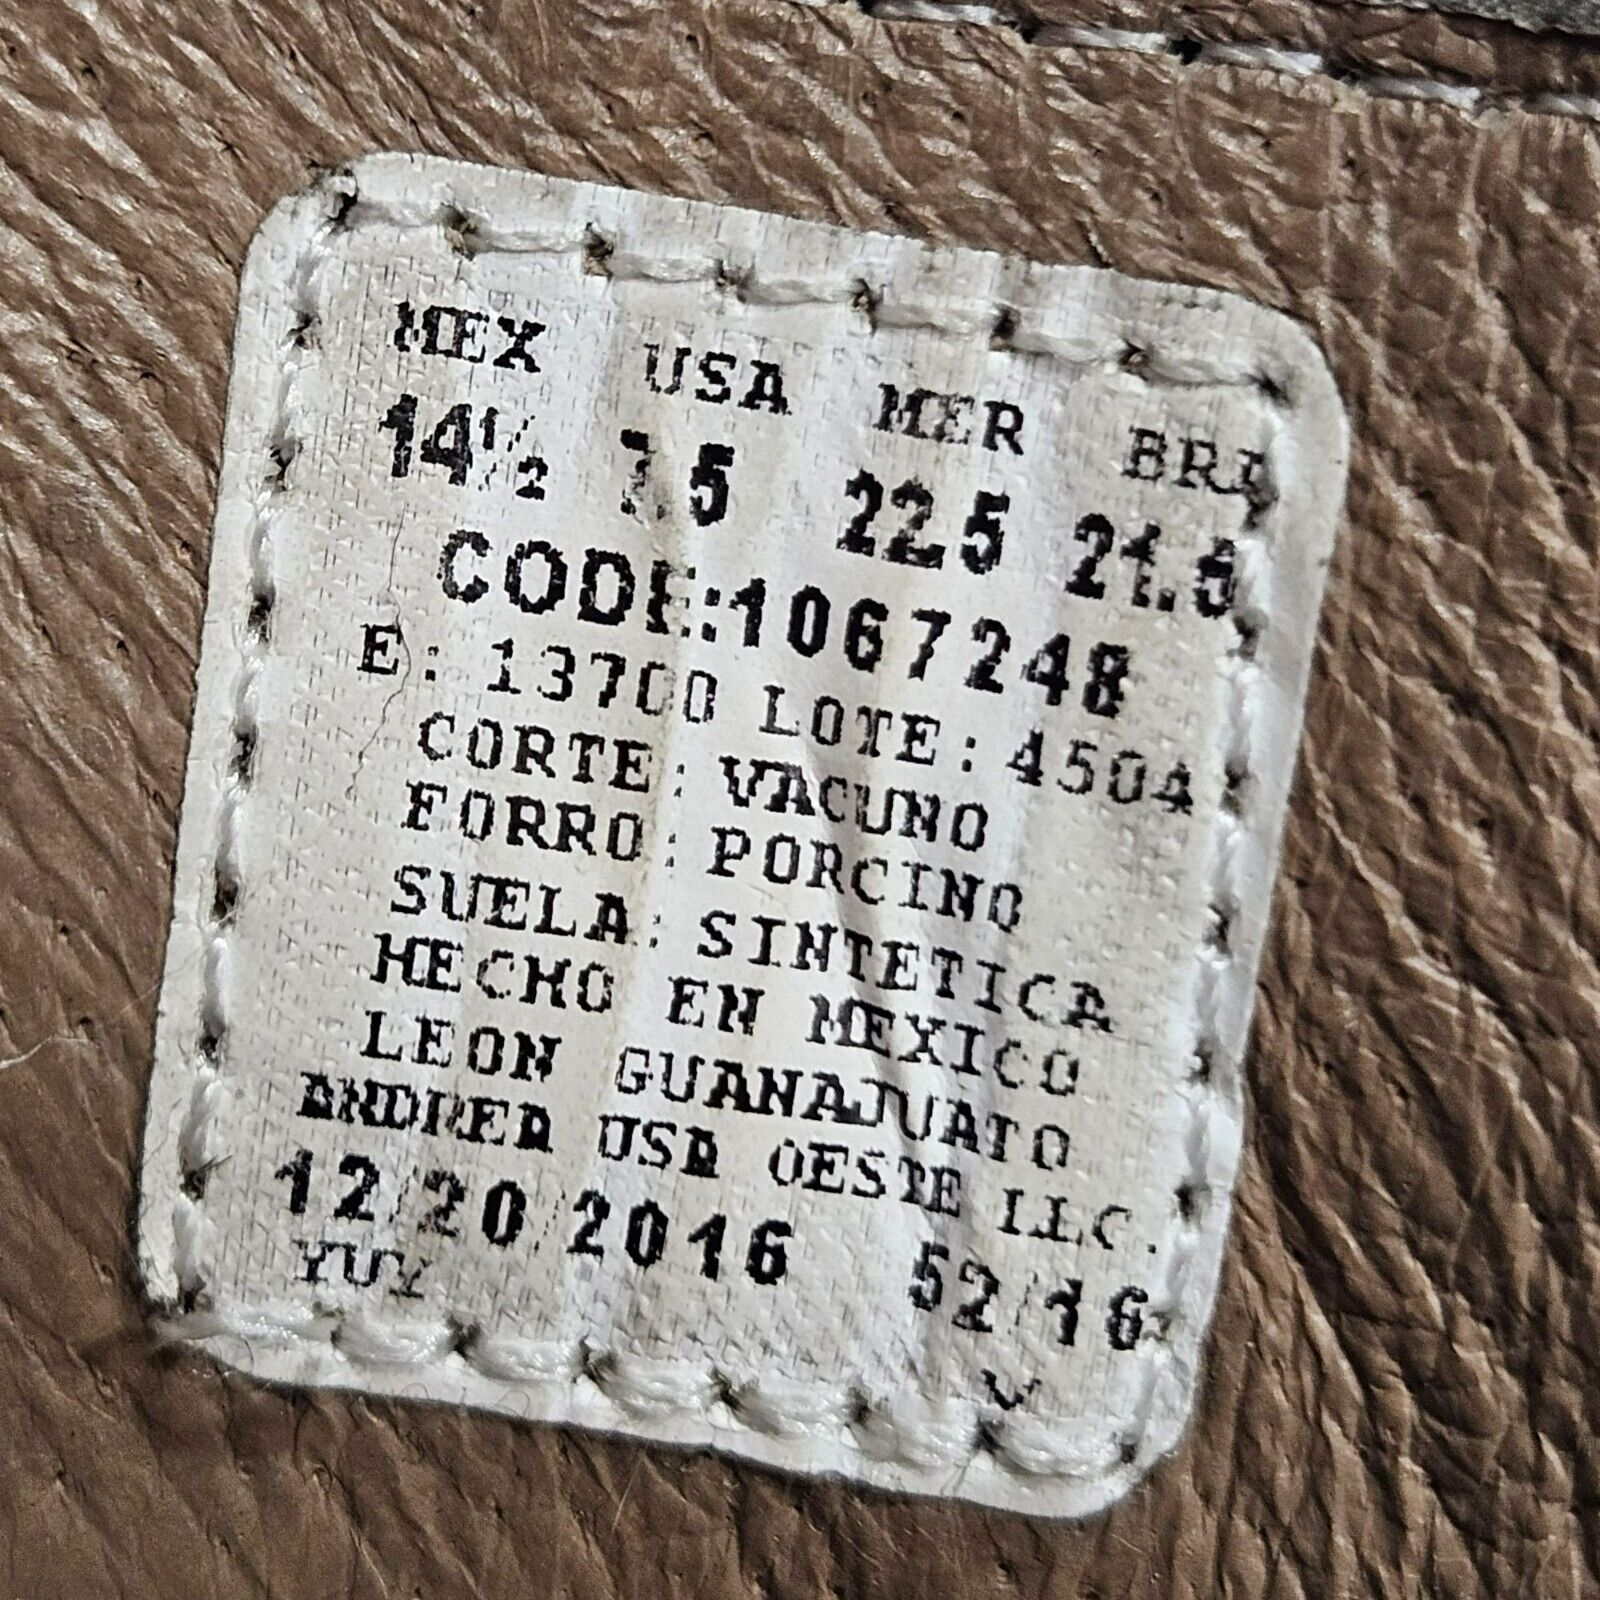 MEX USA MER BRA
14½ 7.5 22.5 21.5
CODE:1067248
E: 13700 LOTE: 4504
CORTE: VACUNO
FORRO: PORCINO
SUELA: SINTETICA
HECHO EN MEXICO
LEON GUANAJUATO
ANDREA USA OESTE LLC.
12/20/2016 52/16
YUY